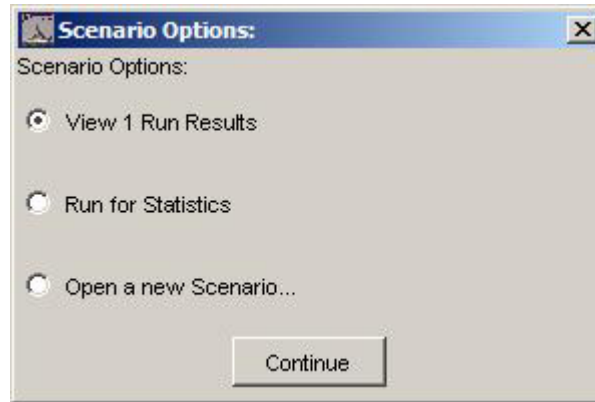 Scenario Options:
Scenario Options:
View 1 Run Results
Run for Statistics
Open a new Scenario...
Continue